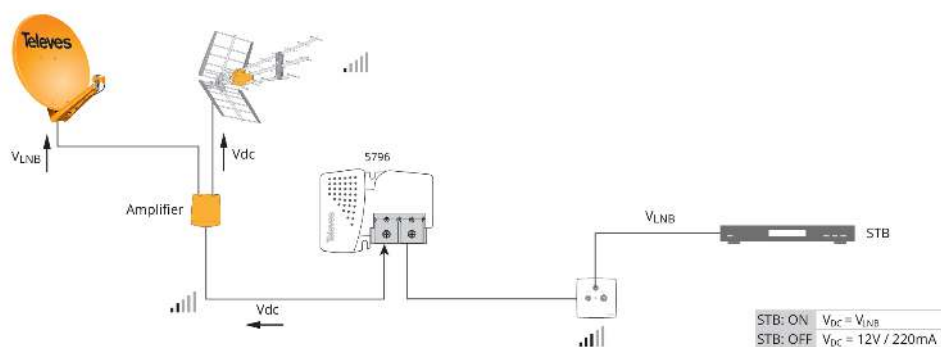 Televes
VLNB
Vdc
5796
Amplifier
Televes
VLNB
STB
Vdc
STB: ON VDC = VLNB
STB: OFF VDC = 12V / 220mA